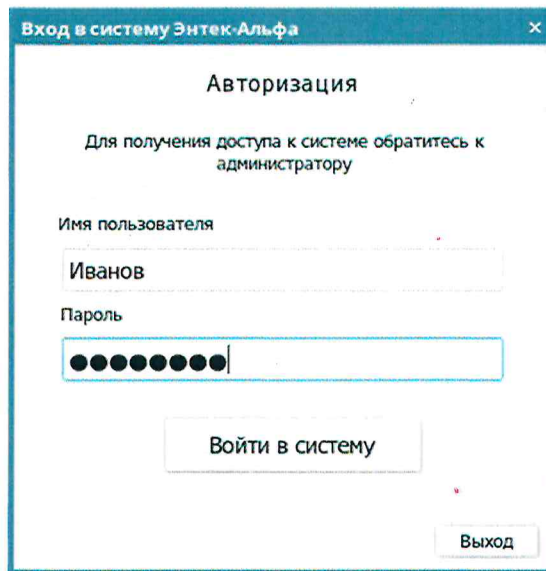 Вход в систему Энтек-Альфа
Авторизация
Для получения доступа к системе обратитесь к
администратору
Имя пользователя
Иванов
Пароль
●●●●●●●●
Войти в систему
Выход